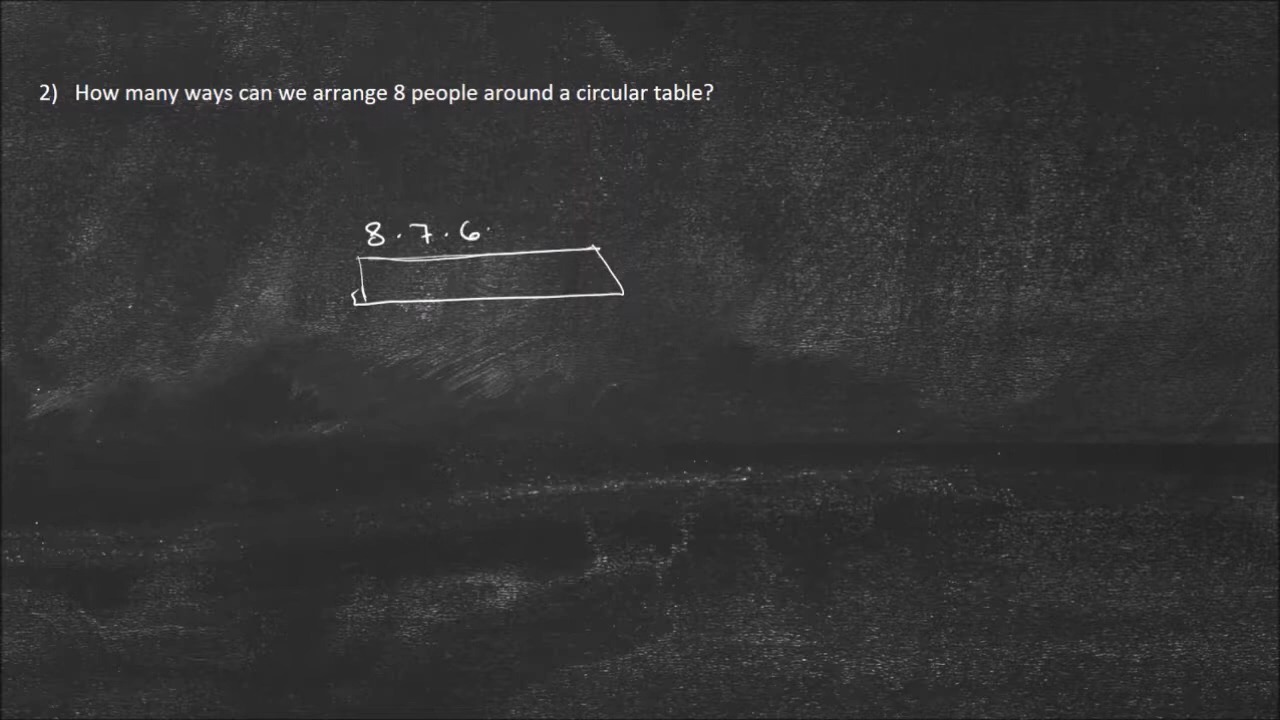 2) How many ways can we arrange 8 people around a circular table?
8 · 7 · 6 ·